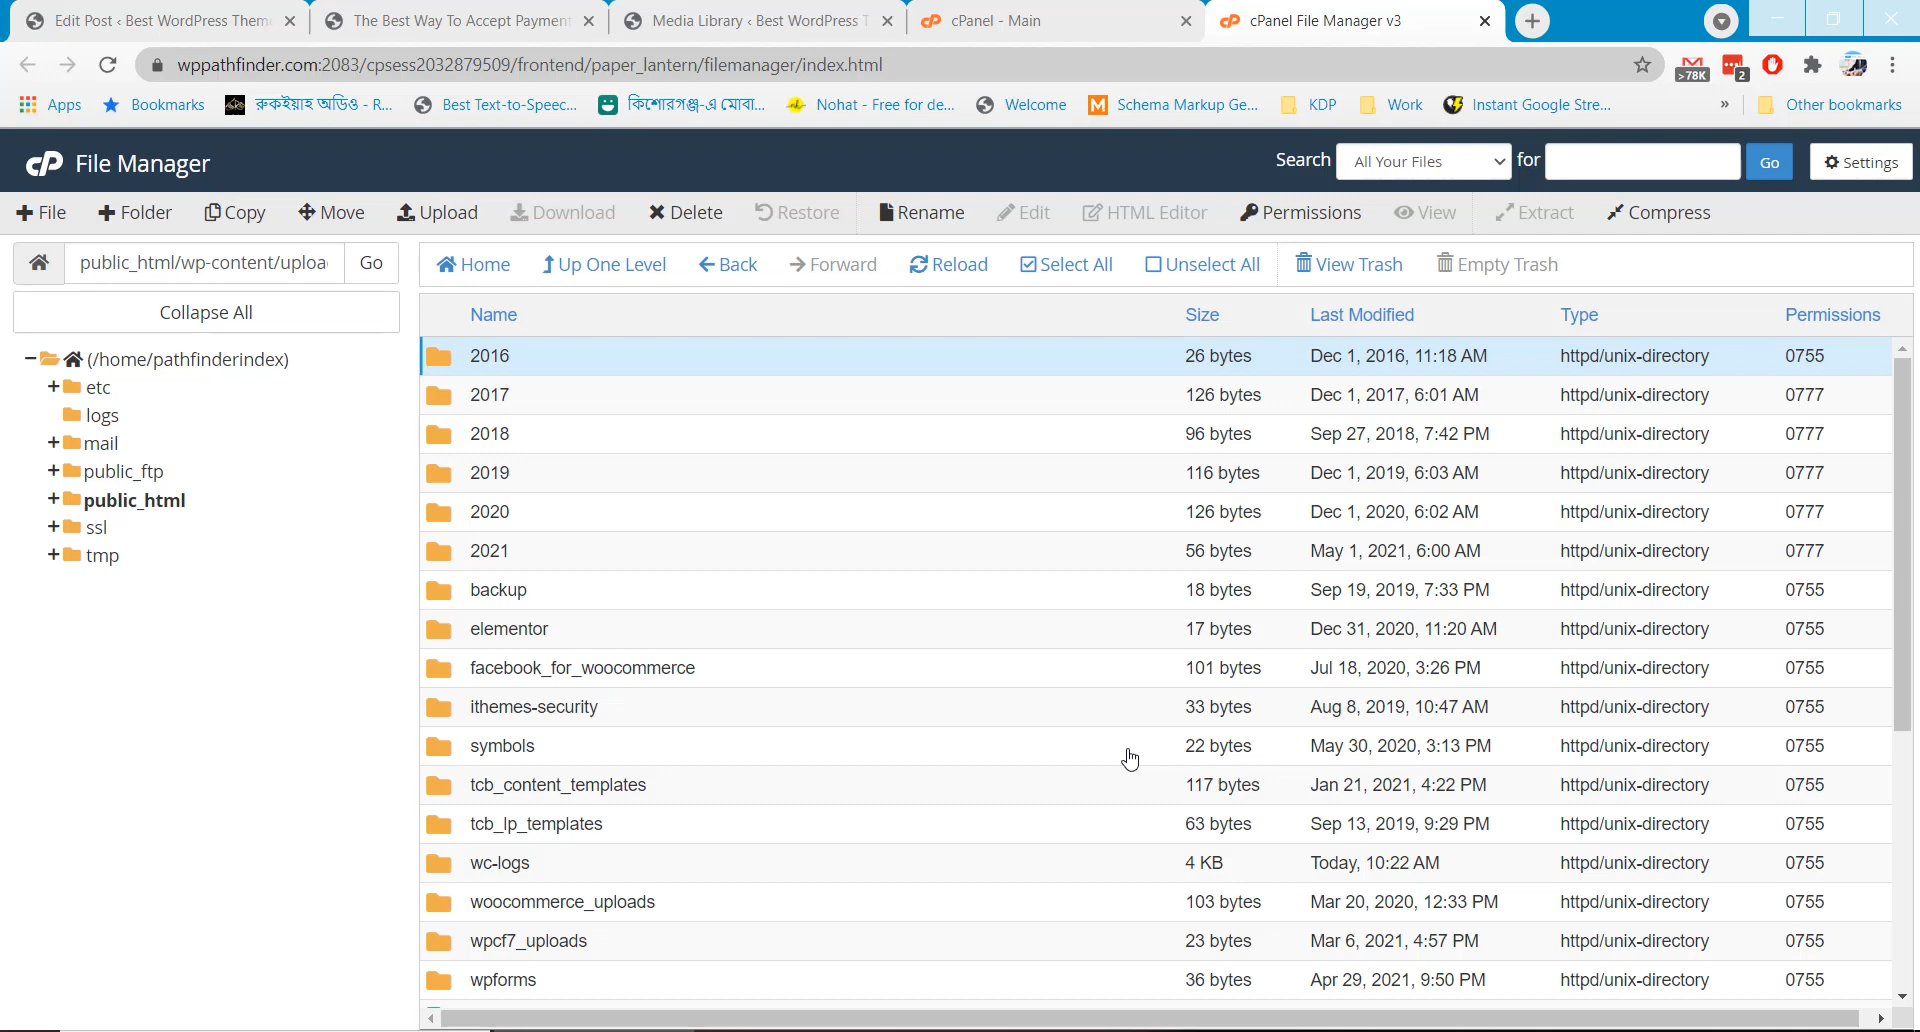 Edit Post ‹ Best WordPress Them
The Best Way To Accept Payment
Media Library ‹ Best WordPress T
cPanel - Main
cPanel File Manager v3
wppathfinder.com:2083/cpsess2032879509/frontend/paper_lantern/filemanager/index.html
>78K
2
Apps
Bookmarks
রুকইয়াহ অডিও - R...
Best Text-to-Speec...
কিশোরগঞ্জ-এ মোবা...
Nohat - Free for de...
Welcome
Schema Markup Ge...
KDP
Work
Instant Google Stre...
»
Other bookmarks
cP File Manager
Search All Your Files for Go Settings
File Folder Copy Move Upload Download Delete Restore Rename Edit HTML Editor Permissions View Extract Compress
public_html/wp-content/uploa Go
Collapse All
(/home/pathfinderindex)
etc
logs
mail
public_ftp
public_html
ssl
tmp
Home Up One Level Back Forward Reload Select All Unselect All View Trash Empty Trash
Name Size Last Modified Type Permissions
2016 26 bytes Dec 1, 2016, 11:18 AM httpd/unix-directory 0755
2017 126 bytes Dec 1, 2017, 6:01 AM httpd/unix-directory 0777
2018 96 bytes Sep 27, 2018, 7:42 PM httpd/unix-directory 0777
2019 116 bytes Dec 1, 2019, 6:03 AM httpd/unix-directory 0777
2020 126 bytes Dec 1, 2020, 6:02 AM httpd/unix-directory 0777
2021 56 bytes May 1, 2021, 6:00 AM httpd/unix-directory 0777
backup 18 bytes Sep 19, 2019, 7:33 PM httpd/unix-directory 0755
elementor 17 bytes Dec 31, 2020, 11:20 AM httpd/unix-directory 0755
facebook_for_woocommerce 101 bytes Jul 18, 2020, 3:26 PM httpd/unix-directory 0755
ithemes-security 33 bytes Aug 8, 2019, 10:47 AM httpd/unix-directory 0755
symbols 22 bytes May 30, 2020, 3:13 PM httpd/unix-directory 0755
tcb_content_templates 117 bytes Jan 21, 2021, 4:22 PM httpd/unix-directory 0755
tcb_lp_templates 63 bytes Sep 13, 2019, 9:29 PM httpd/unix-directory 0755
wc-logs 4 KB Today, 10:22 AM httpd/unix-directory 0755
woocommerce_uploads 103 bytes Mar 20, 2020, 12:33 PM httpd/unix-directory 0755
wpcf7_uploads 23 bytes Mar 6, 2021, 4:57 PM httpd/unix-directory 0755
wpforms 36 bytes Apr 29, 2021, 9:50 PM httpd/unix-directory 0755